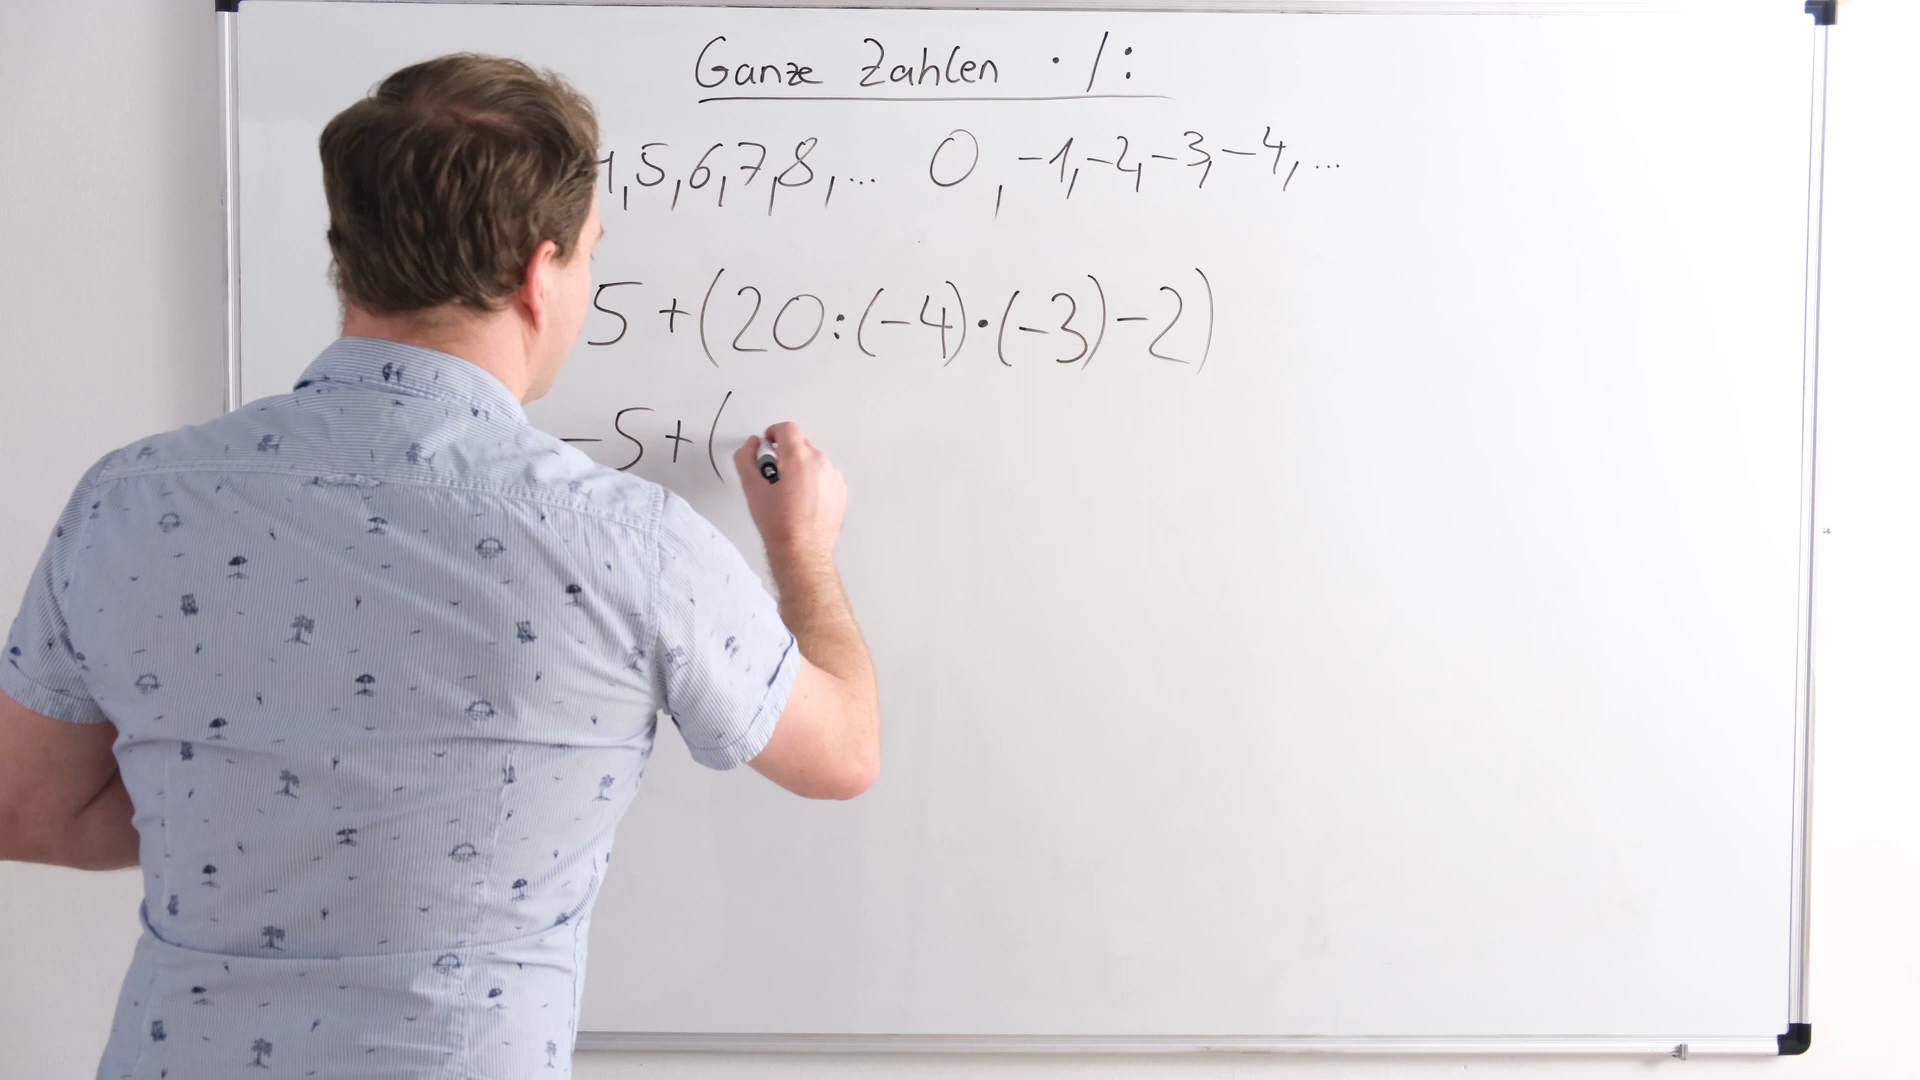 Ganze Zahlen · / :
4,5,6,7,8,... 0, -1,-2,-3,-4,...
5+(20:(-4)·(-3)-2)
-5+(